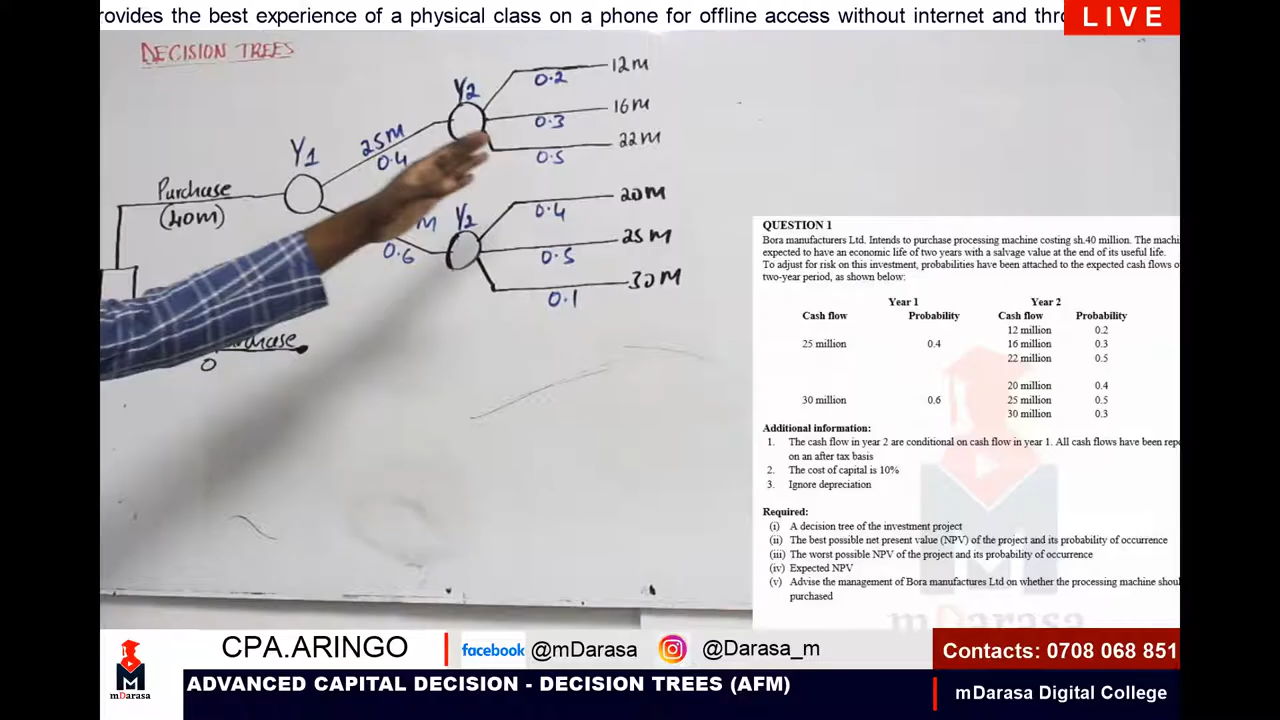 rovides the best experience of a physical class on a phone for offline access without internet and thr
LIVE
DECISION TREES
Y1
Purchase
(40M)
25M
0.4
M
0.6
Y2
0.2 12M
0.3 16M
0.5 22M
Y2
0.4 20M
0.5 25M
0.1 30M
0
QUESTION 1
Bora manufacturers Ltd. Intends to purchase processing machine costing sh.40 million. The machi
expected to have an economic life of two years with a salvage value at the end of its useful life.
To adjust for risk on this investment, probabilities have been attached to the expected cash flows o
two-year period, as shown below:
Year 1 Year 2
Cash flow Probability Cash flow Probability
12 million 0.2
25 million 0.4 16 million 0.3
22 million 0.5
20 million 0.4
30 million 0.6 25 million 0.5
30 million 0.3
Additional information:
1. The cash flow in year 2 are conditional on cash flow in year 1. All cash flows have been repo
on an after tax basis
2. The cost of capital is 10%
3. Ignore depreciation
Required:
(i) A decision tree of the investment project
(ii) The best possible net present value (NPV) of the project and its probability of occurrence
(iii) The worst possible NPV of the project and its probability of occurrence
(iv) Expected NPV
(v) Advise the management of Bora manufactures Ltd on whether the processing machine shou
purchased
mDarasa
mDarasa
CPA.ARINGO
facebook @mDarasa
@Darasa_m
Contacts: 0708 068 851
ADVANCED CAPITAL DECISION - DECISION TREES (AFM)
mDarasa Digital College